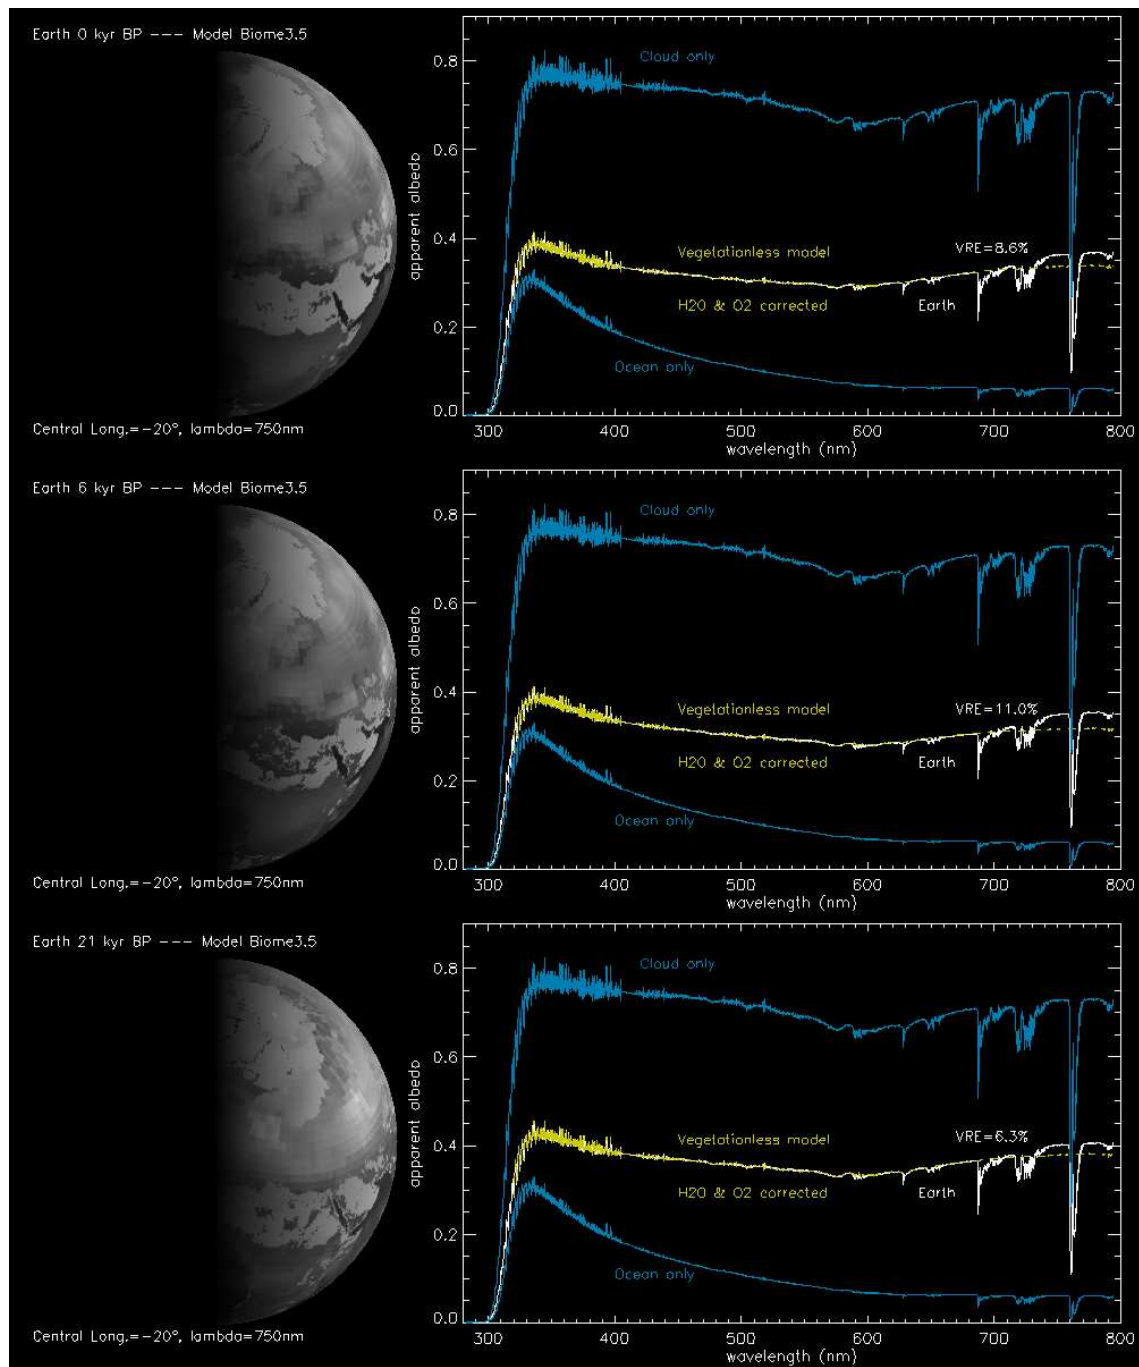 Earth 0 kyr BP --- Model Biome3.5
Central Long.=-20°, lambda=750nm
apparent albedo
0.8
0.6
0.4
0.2
0.0
Cloud only
Vegetationless model
VRE=8.6%
H2O & O2 corrected
Earth
Ocean only
300 400 500 600 700 800
wavelength (nm)
Earth 6 kyr BP --- Model Biome3.5
Central Long.=-20°, lambda=750nm
apparent albedo
0.8
0.6
0.4
0.2
0.0
Cloud only
Vegetationless model
VRE=11.0%
H2O & O2 corrected
Earth
Ocean only
300 400 500 600 700 800
wavelength (nm)
Earth 21 kyr BP --- Model Biome3.5
Central Long.=-20°, lambda=750nm
apparent albedo
0.8
0.6
0.4
0.2
0.0
Cloud only
Vegetationless model
VRE=6.3%
H2O & O2 corrected
Earth
Ocean only
300 400 500 600 700 800
wavelength (nm)